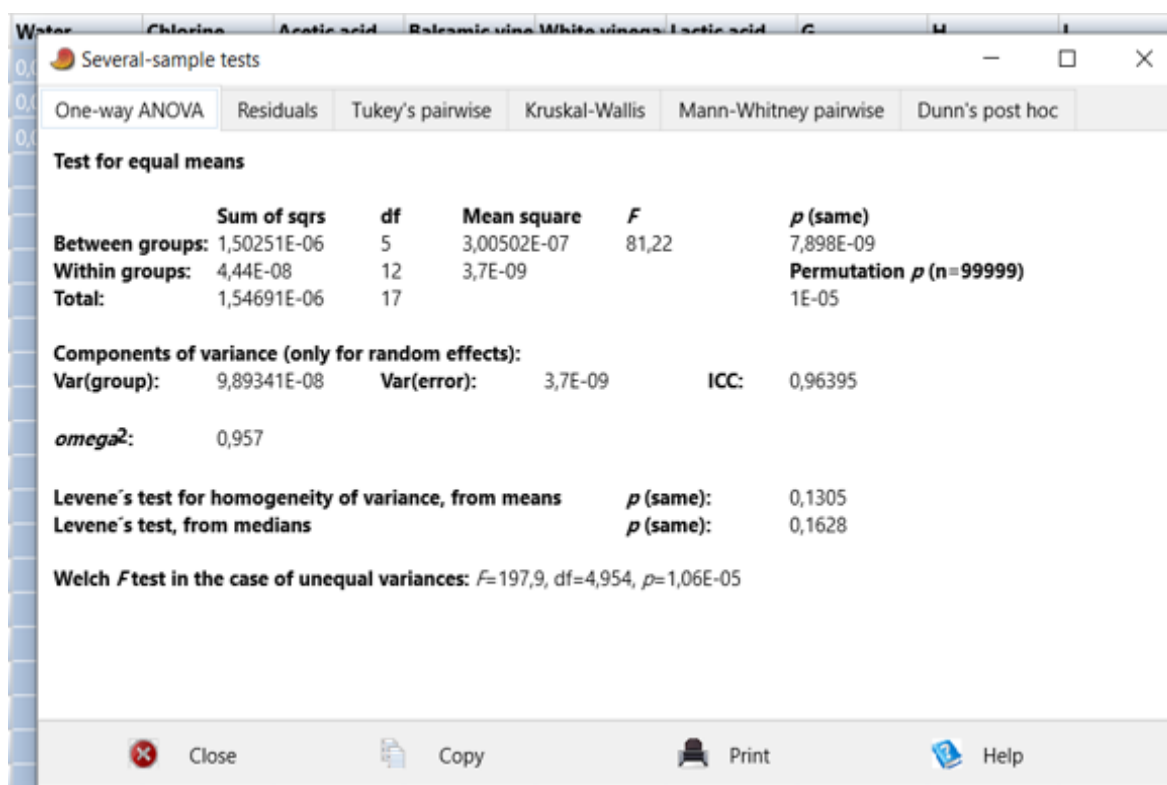 Water Chlorine Acetic acid Balsamic vine White vinega Lactic acid G H I
Several-sample tests
One-way ANOVA Residuals Tukey's pairwise Kruskal-Wallis Mann-Whitney pairwise Dunn's post hoc
Test for equal means
Sum of sqrs df Mean square F p (same)
Between groups: 1,50251E-06 5 3,00502E-07 81,22 7,898E-09
Within groups: 4,44E-08 12 3,7E-09 Permutation p (n=99999)
Total: 1,54691E-06 17 1E-05
Components of variance (only for random effects):
Var(group): 9,89341E-08 Var(error): 3,7E-09 ICC: 0,96395
omega2: 0,957
Levene´s test for homogeneity of variance, from means p (same): 0,1305
Levene´s test, from medians p (same): 0,1628
Welch F test in the case of unequal variances: F=197,9, df=4,954, p=1,06E-05
Close Copy Print Help